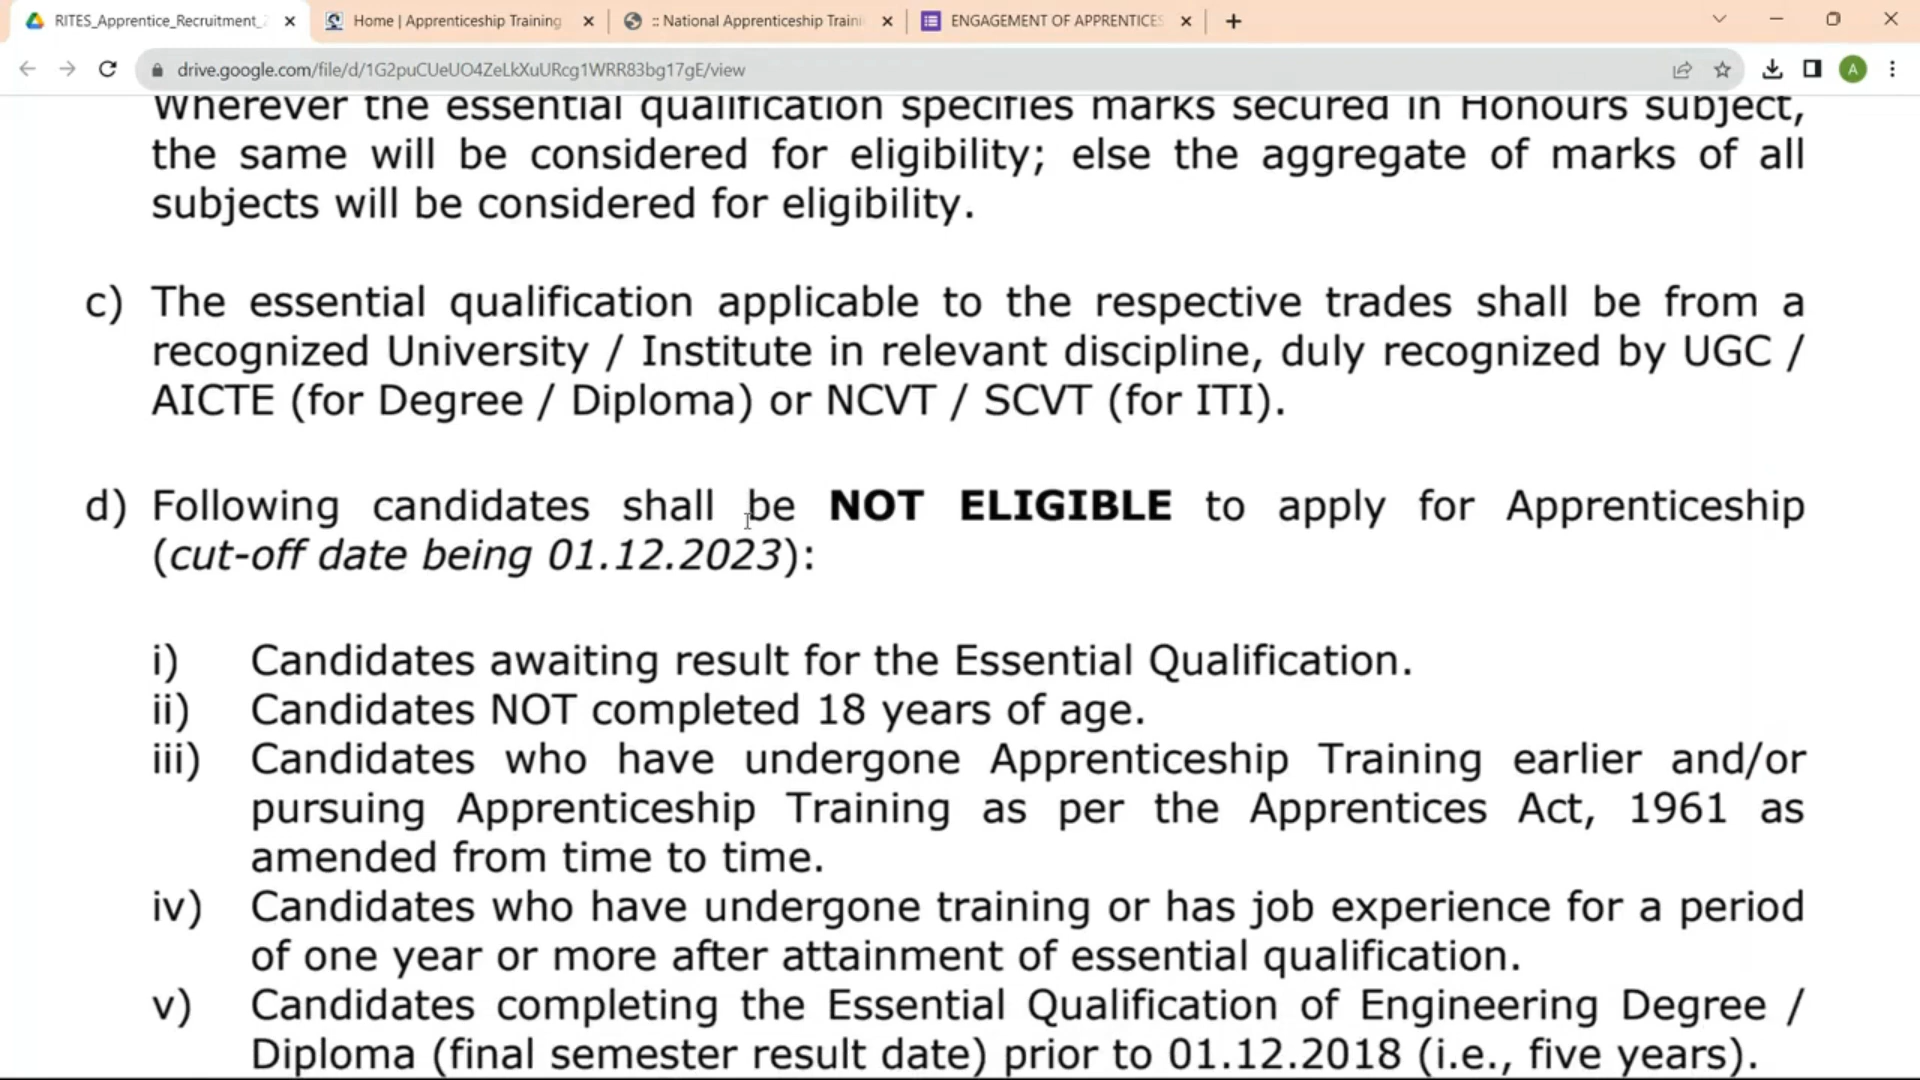 RITES_Apprentice_Recruitment_2
Home | Apprenticeship Training
:: National Apprenticeship Traini
ENGAGEMENT OF APPRENTICES
drive.google.com/file/d/1G2puCUeUO4ZeLkXuURcg1WRR83bg17gE/view
A
Wherever the essential qualification specifies marks secured in Honours subject,
the same will be considered for eligibility; else the aggregate of marks of all
subjects will be considered for eligibility.
c) The essential qualification applicable to the respective trades shall be from a
recognized University / Institute in relevant discipline, duly recognized by UGC /
AICTE (for Degree / Diploma) or NCVT / SCVT (for ITI).
d) Following candidates shall be NOT ELIGIBLE to apply for Apprenticeship
(cut-off date being 01.12.2023):
i) Candidates awaiting result for the Essential Qualification.
ii) Candidates NOT completed 18 years of age.
iii) Candidates who have undergone Apprenticeship Training earlier and/or
pursuing Apprenticeship Training as per the Apprentices Act, 1961 as
amended from time to time.
iv) Candidates who have undergone training or has job experience for a period
of one year or more after attainment of essential qualification.
v) Candidates completing the Essential Qualification of Engineering Degree /
Diploma (final semester result date) prior to 01.12.2018 (i.e., five years).